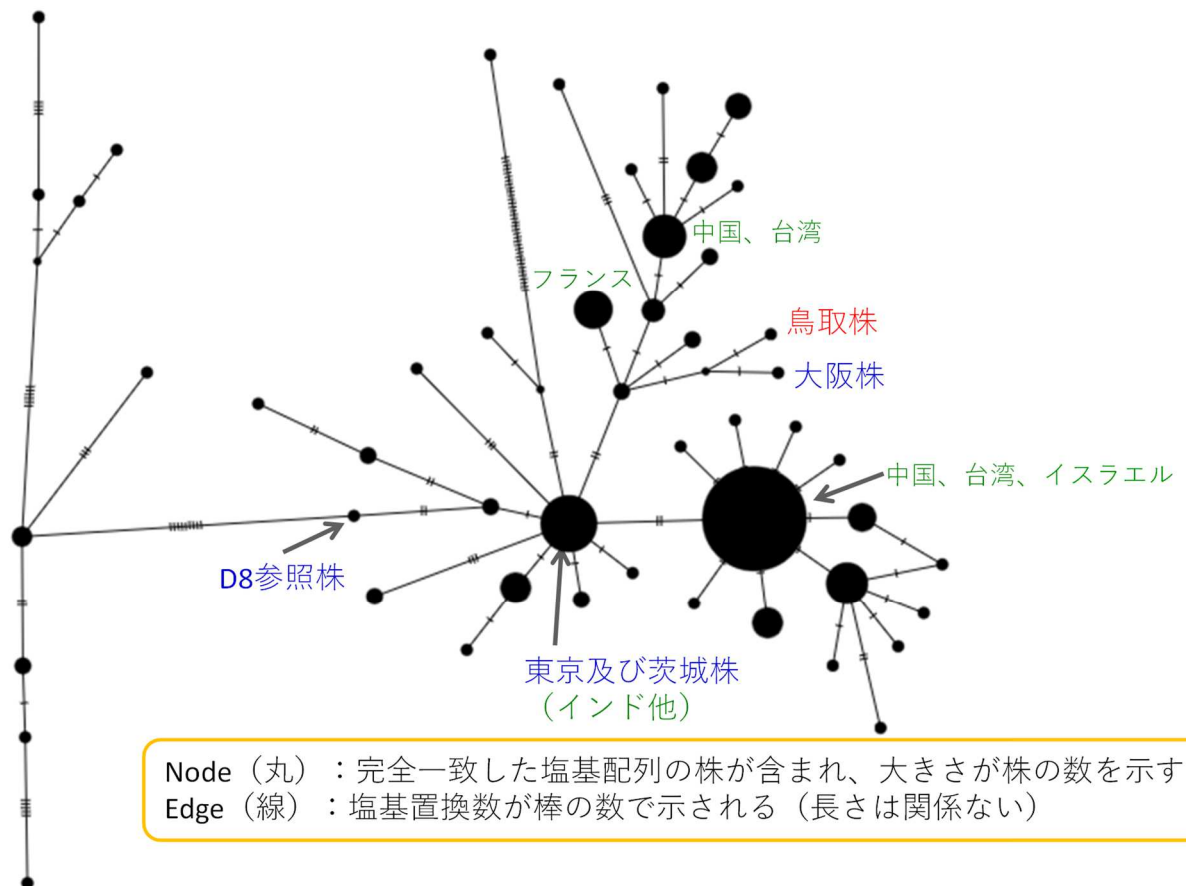 中国、台湾
フランス
鳥取株
大阪株
中国、台湾、イスラエル
D8参照株
東京及び茨城株
（インド他）
Node（丸）：完全一致した塩基配列の株が含まれ、大きさが株の数を示す
Edge（線）：塩基置換数が棒の数で示される（長さは関係ない）